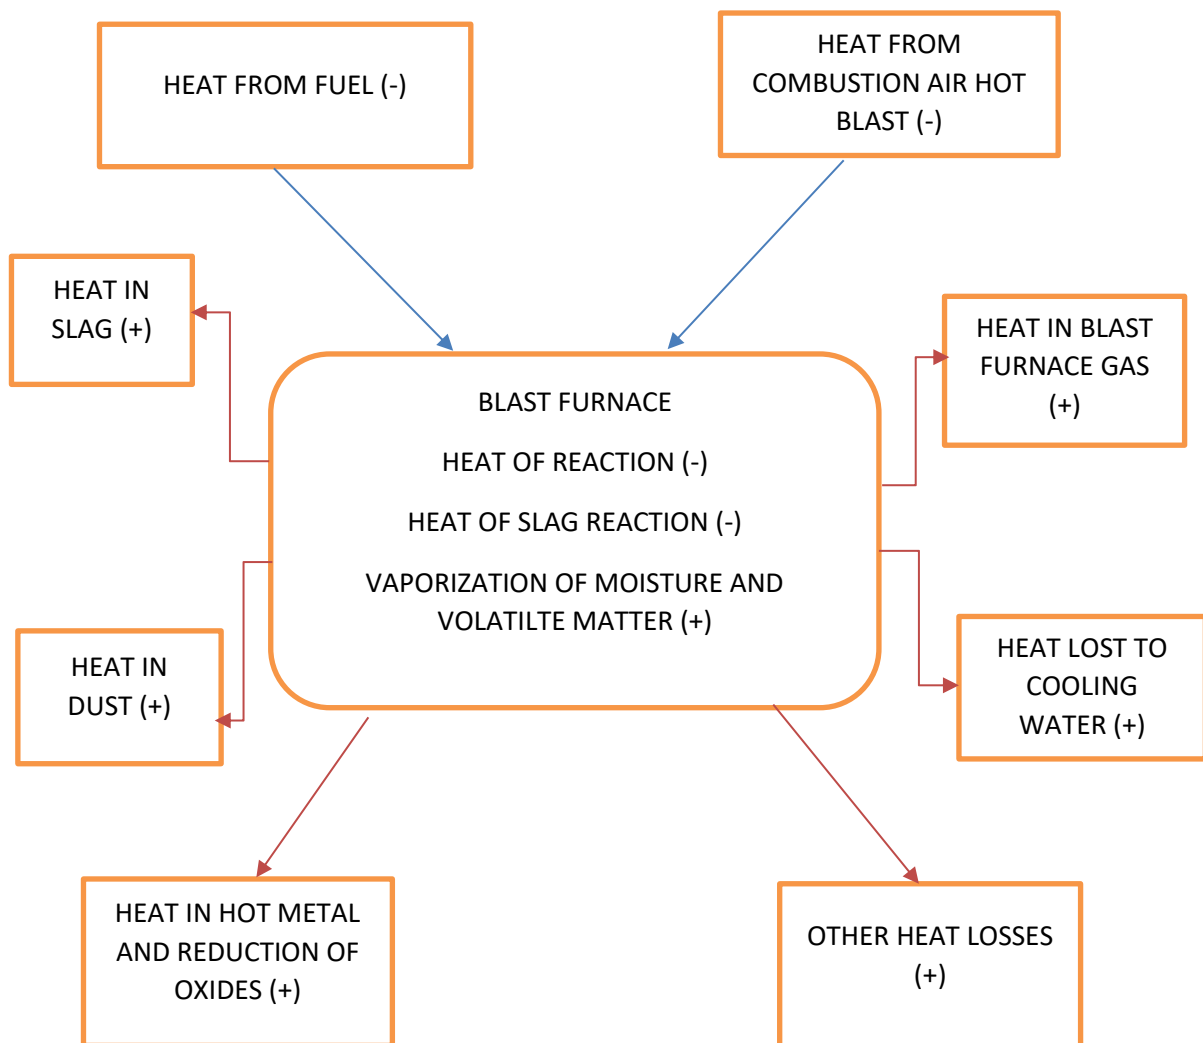 HEAT FROM FUEL (-)
HEAT FROM
COMBUSTION AIR HOT
BLAST (-)
HEAT IN
SLAG (+)
HEAT IN BLAST
FURNACE GAS
(+)
BLAST FURNACE
HEAT OF REACTION (-)
HEAT OF SLAG REACTION (-)
VAPORIZATION OF MOISTURE AND
VOLATILTE MATTER (+)
HEAT IN
DUST (+)
HEAT LOST TO
COOLING
WATER (+)
HEAT IN HOT METAL
AND REDUCTION OF
OXIDES (+)
OTHER HEAT LOSSES
(+)